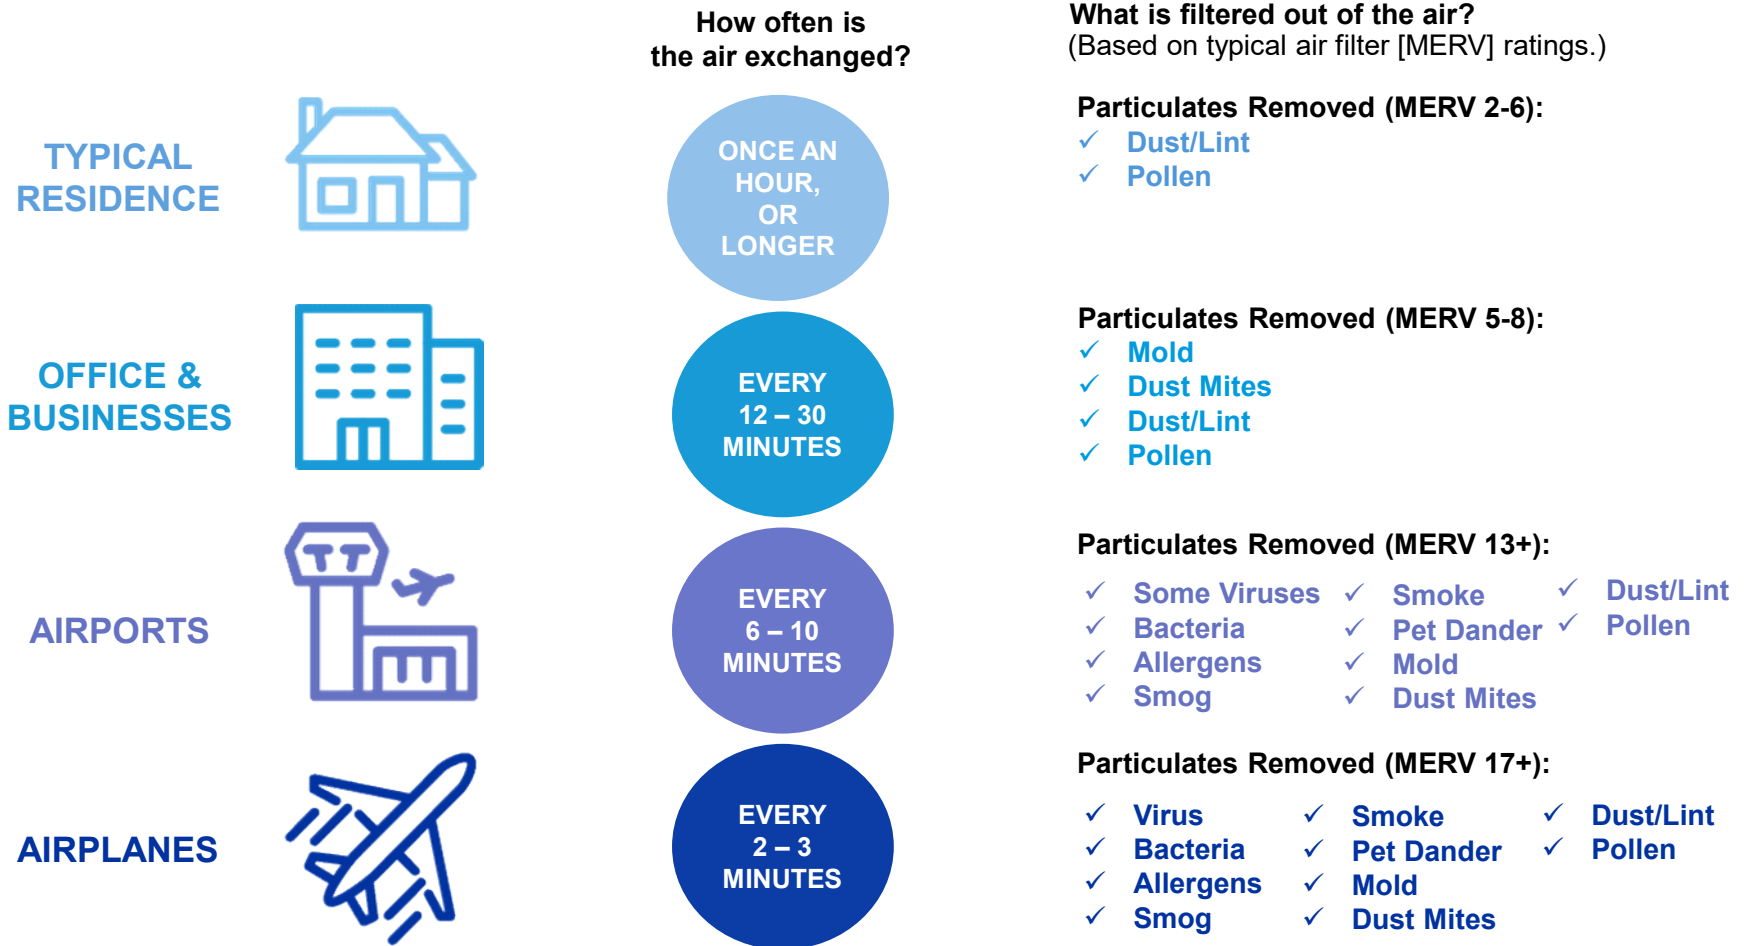 How often is
the air exchanged?
What is filtered out of the air?
(Based on typical air filter [MERV] ratings.)
TYPICAL
RESIDENCE
ONCE AN
HOUR,
OR
LONGER
Particulates Removed (MERV 2-6):
✓ Dust/Lint
✓ Pollen
OFFICE &
BUSINESSES
EVERY
12 – 30
MINUTES
Particulates Removed (MERV 5-8):
✓ Mold
✓ Dust Mites
✓ Dust/Lint
✓ Pollen
AIRPORTS
EVERY
6 – 10
MINUTES
Particulates Removed (MERV 13+):
✓ Some Viruses
✓ Bacteria
✓ Allergens
✓ Smog
✓ Smoke
✓ Pet Dander
✓ Mold
✓ Dust Mites
✓ Dust/Lint
✓ Pollen
AIRPLANES
EVERY
2 – 3
MINUTES
Particulates Removed (MERV 17+):
✓ Virus
✓ Bacteria
✓ Allergens
✓ Smog
✓ Smoke
✓ Pet Dander
✓ Mold
✓ Dust Mites
✓ Dust/Lint
✓ Pollen